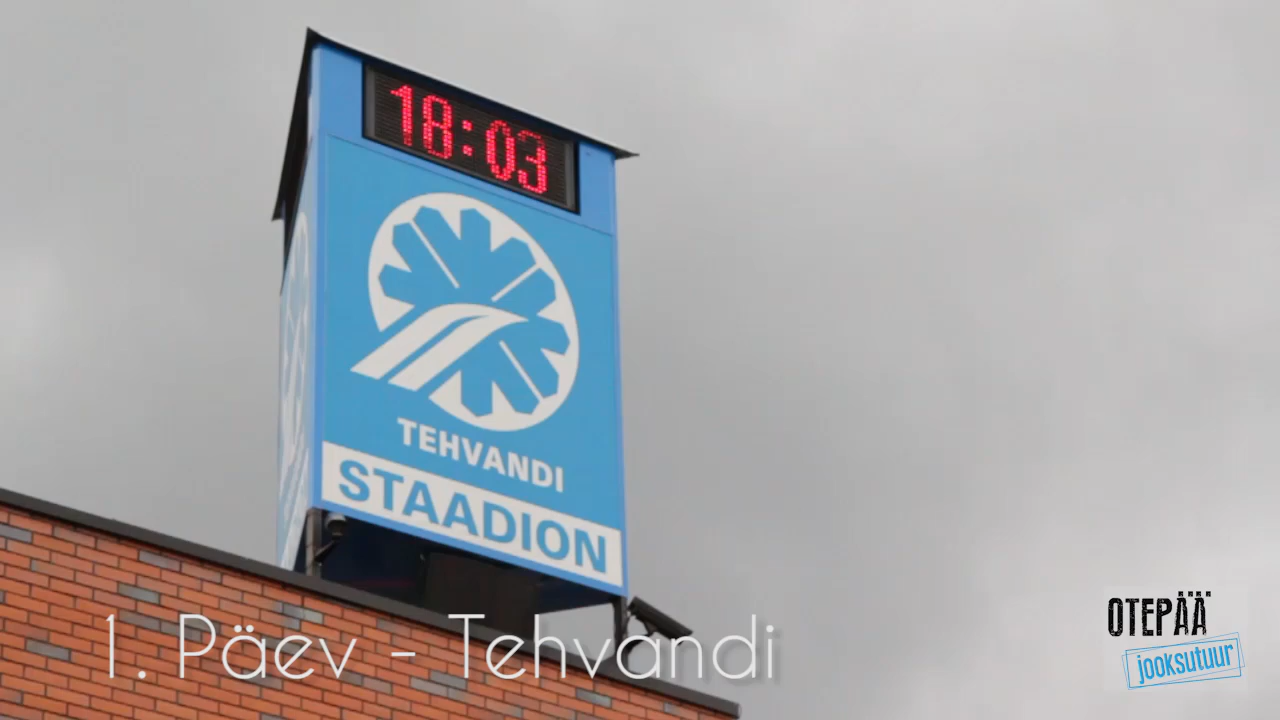 18:03
TEHVANDI
STAADION
1. Päev - Tehvandi
OTEPÄÄ
jooksutuur